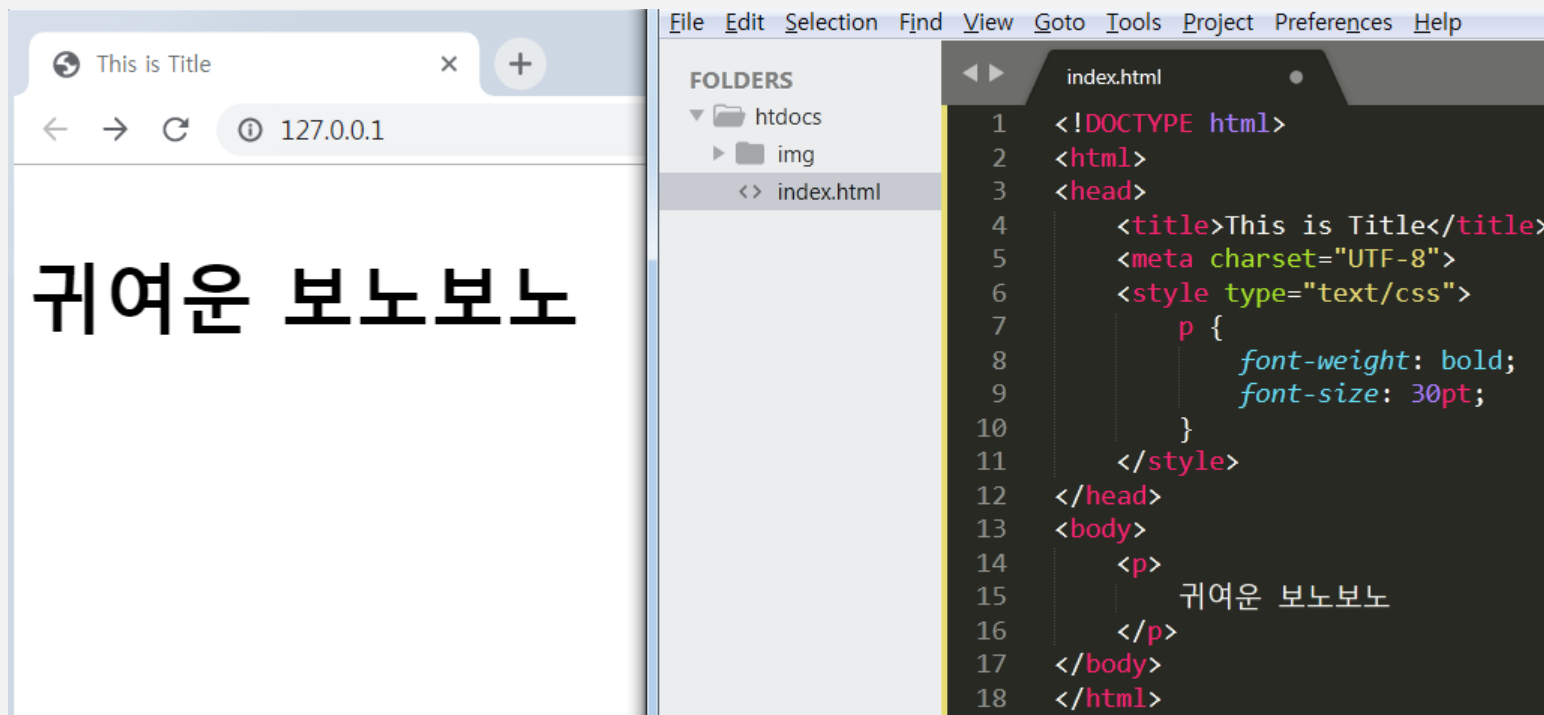 This is Title
127.0.0.1
귀여운 보노보노
File Edit Selection Find View Goto Tools Project Preferences Help
FOLDERS
htdocs
img
<> index.html
index.html
1 <!DOCTYPE html>
2 <html>
3 <head>
4 <title>This is Title</title>
5 <meta charset="UTF-8">
6 <style type="text/css">
7 p {
8 font-weight: bold;
9 font-size: 30pt;
10 }
11 </style>
12 </head>
13 <body>
14 <p>
15 귀여운 보노보노
16 </p>
17 </body>
18 </html>